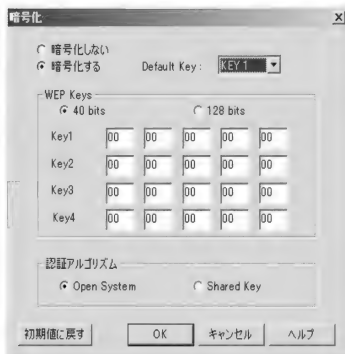 暗号化
暗号化しない
暗号化する Default Key : KEY 1
WEP Keys
40 bits 128 bits
Key1 00 00 00 00 00
Key2 00 00 00 00 00
Key3 00 00 00 00 00
Key4 00 00 00 00 00
認証アルゴリズム
Open System Shared Key
初期値に戻す OK キャンセル ヘルプ